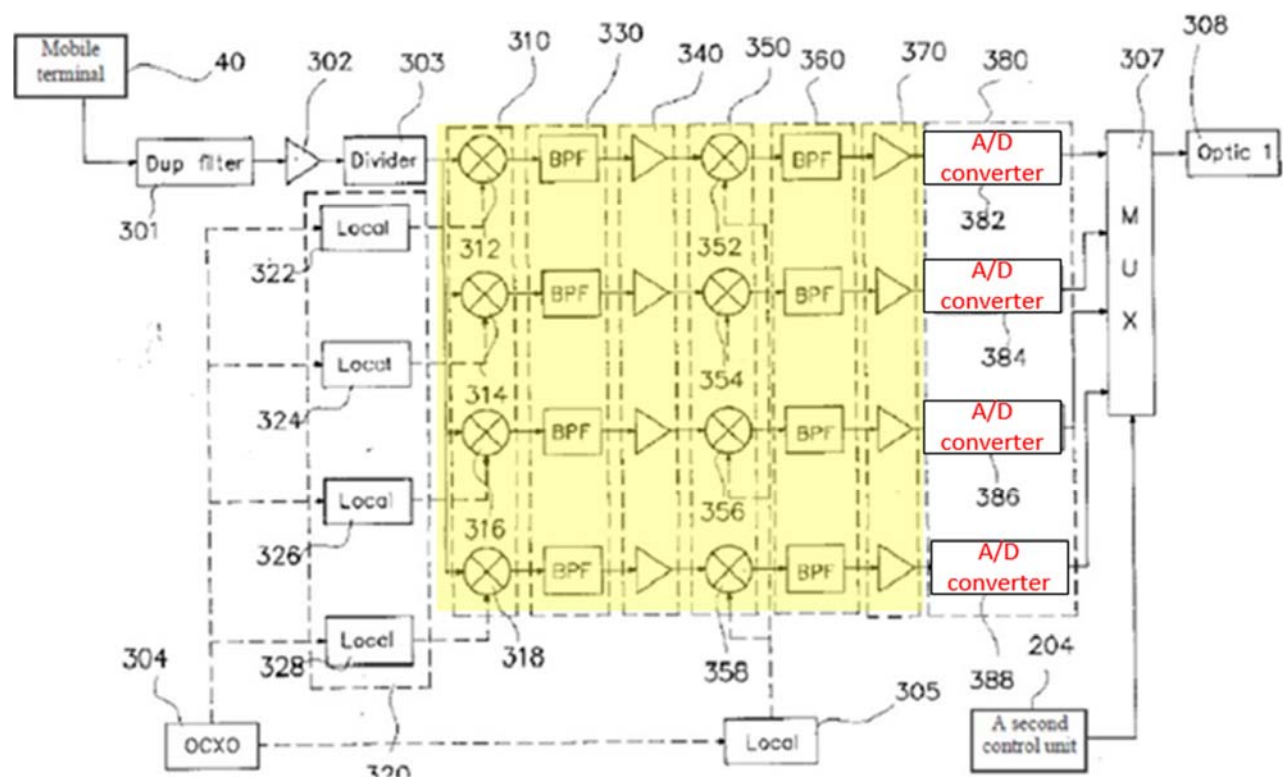 Mobile
terminal
40
302
303
310
330
340
350
360
370
380
307
308
Dup filter
Divider
BPF
BPF
A/D
converter
Optic 1
301
Local
312
352
382
322
BPF
BPF
A/D
converter
M
U
X
Local
314
354
384
324
BPF
BPF
A/D
converter
Local
316
356
386
326
BPF
BPF
A/D
converter
Local
318
358
388
204
328
304
305
OCXO
Local
A second
control unit
320